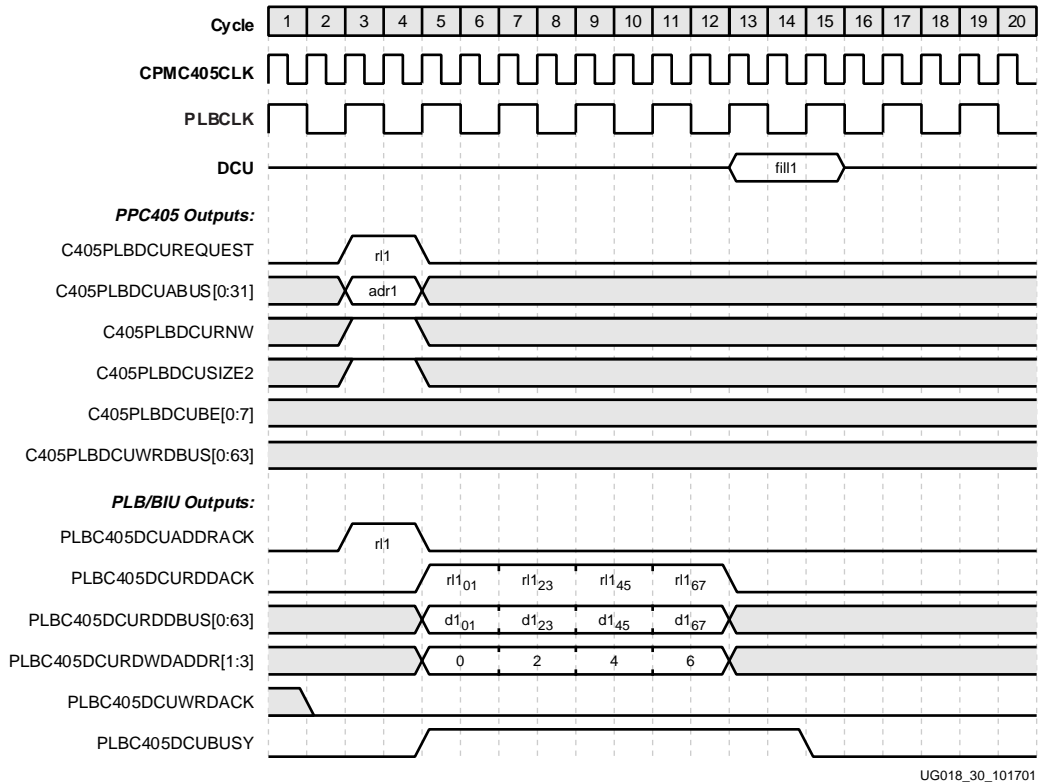 Cycle 1 2 3 4 5 6 7 8 9 10 11 12 13 14 15 16 17 18 19 20
CPMC405CLK
PLBCLK
DCU fill1
PPC405 Outputs:
C405PLBDCUREQUEST rl1
C405PLBDCUABUS[0:31] adr1
C405PLBDCURNW
C405PLBDCUSIZE2
C405PLBDCUBE[0:7]
C405PLBDCUWRDBUS[0:63]
PLB/BIU Outputs:
PLBC405DCUADDRACK rl1
PLBC405DCURDDACK rl1₀₁ rl1₂₃ rl1₄₅ rl1₆₇
PLBC405DCURDDBUS[0:63] d1₀₁ d1₂₃ d1₄₅ d1₆₇
PLBC405DCURDWDADDR[1:3] 0 2 4 6
PLBC405DCUWRDACK
PLBC405DCUBUSY
UG018_30_101701